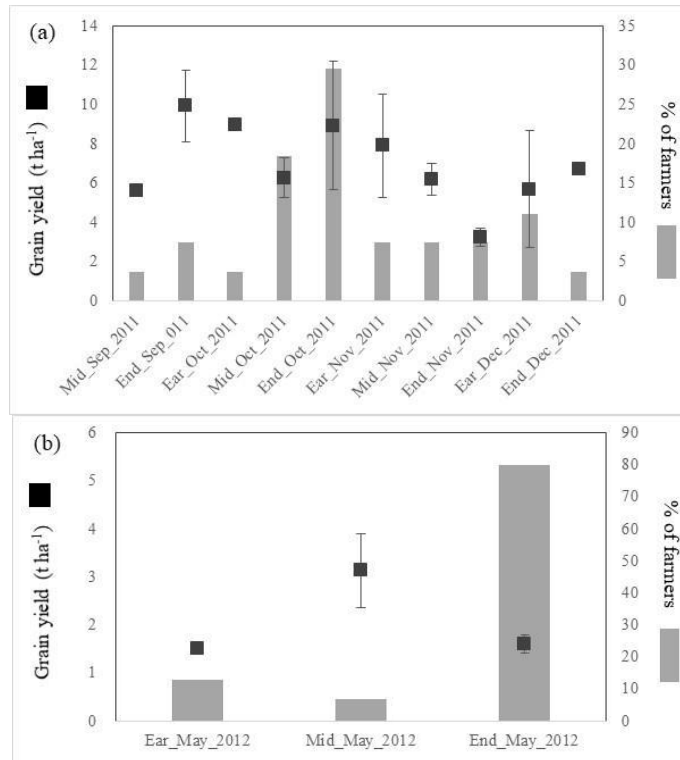 (a)
Grain yield (t ha-1)
14
12
10
8
6
4
2
0
35
30
25
20
15
10
5
0
% of farmers
Mid_Sep_2011
End_Sep_011
Ear_Oct_2011
Mid_Oct_2011
End_Oct_2011
Ear_Nov_2011
Mid_Nov_2011
End_Nov_2011
Ear_Dec_2011
End_Dec_2011
(b)
Grain yield (t ha-1)
6
5
4
3
2
1
0
90
80
70
60
50
40
30
20
10
0
% of farmers
Ear_May_2012
Mid_May_2012
End_May_2012